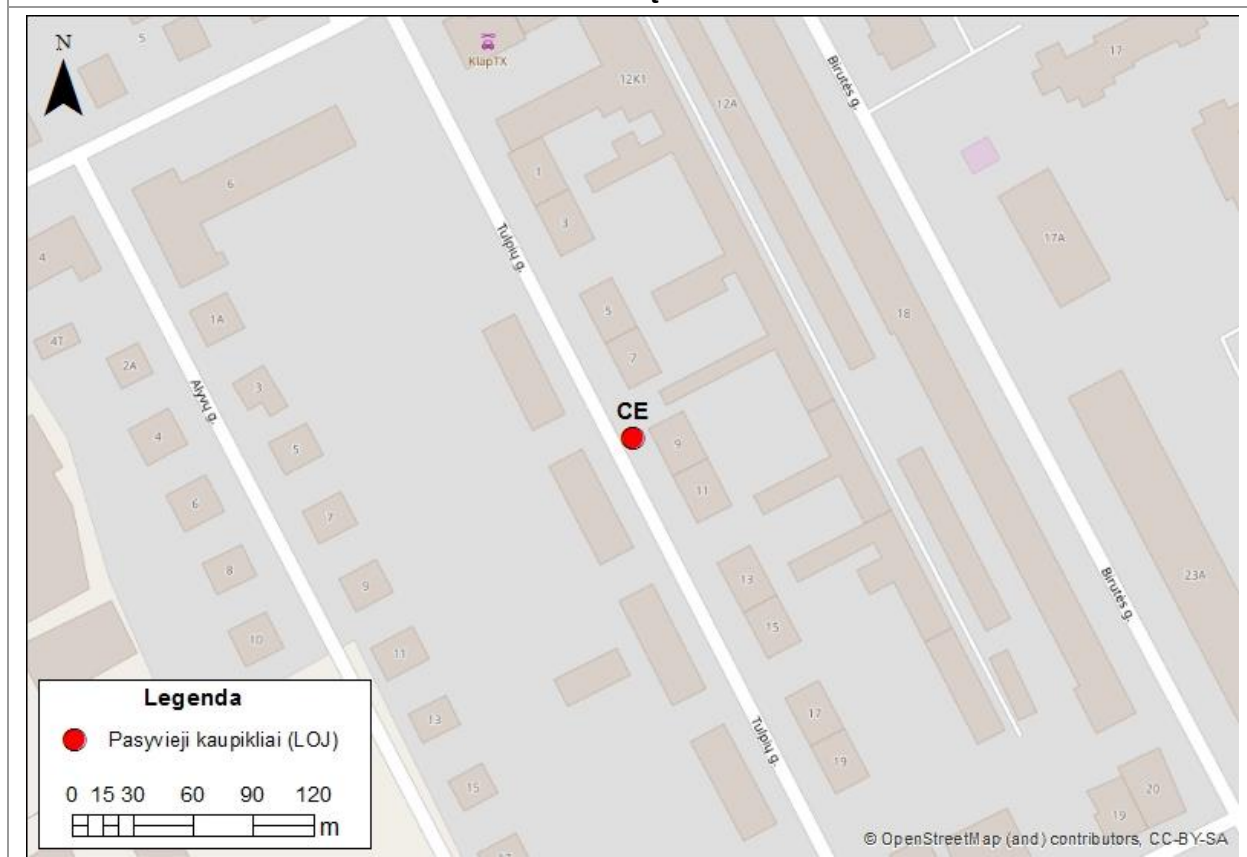 N
5
KlapTX
12K1
12A
17
Birutės g.
6
1
3
4
Tulpių g.
17A
5
18
1A
4T
7
2A
3
Alyvų g.
CE
4
9
5
11
6
7
13
23A
8
9
Birutės g.
15
10
11
17
13
Tulpių g.
19
15
20
19
17
Legenda
Pasyvieji kaupikliai (LOJ)
0 15 30 60 90 120
m
© OpenStreetMap (and) contributors, CC-BY-SA